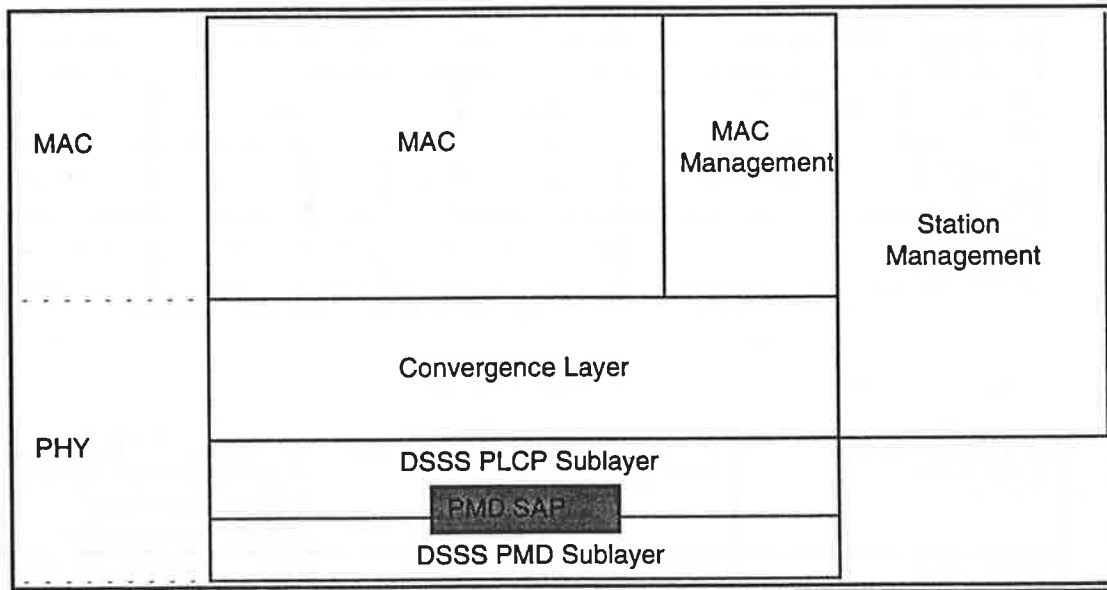 MAC
MAC
MAC
Management
Station
Management
Convergence Layer
PHY
DSSS PLCP Sublayer
PMD SAP
DSSS PMD Sublayer